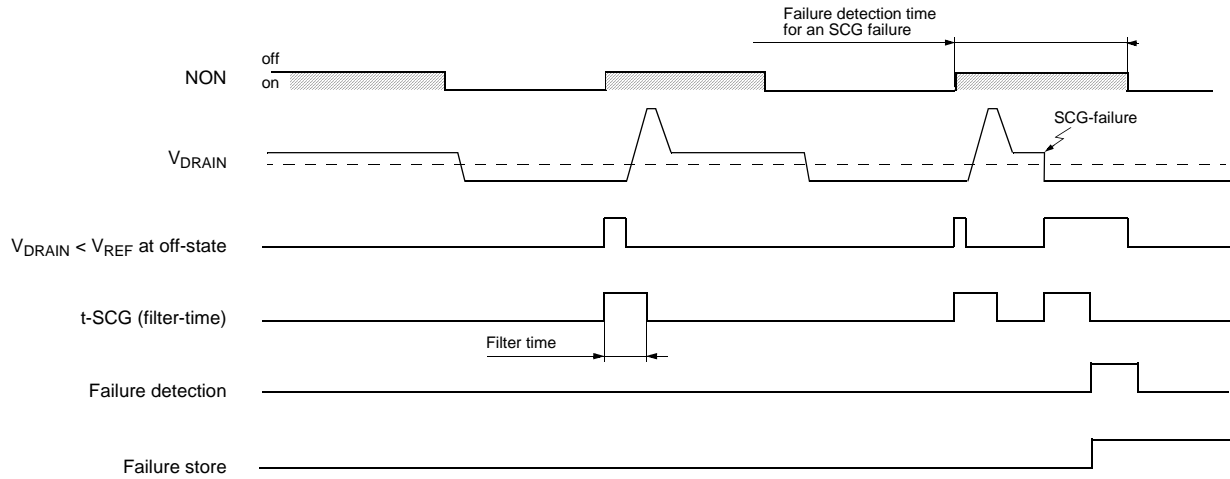 Failure detection time
for an SCG failure
off
NON
on
SCG-failure
VDRAIN
VDRAIN < VREF at off-state
t-SCG (filter-time)
Filter time
Failure detection
Failure store